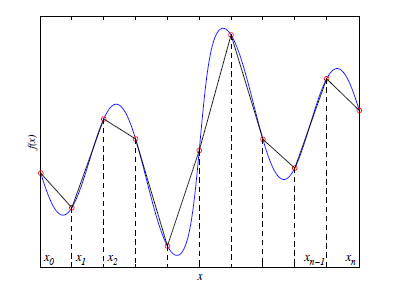 f(x)
x₀ x₁ x₂ xₙ₋₁ xₙ
x